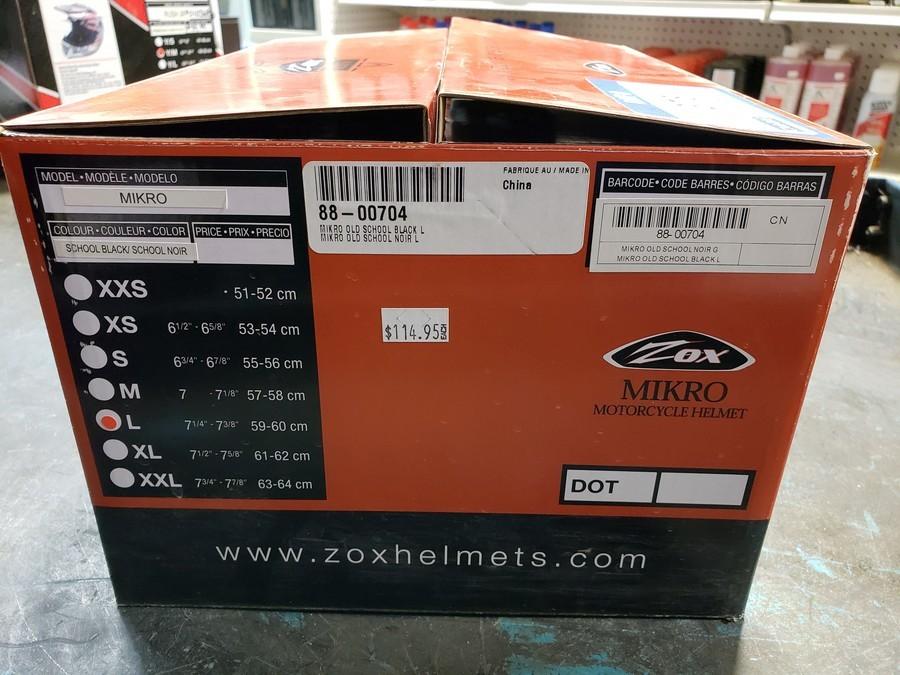 XS
Y/M
Y/L
MODEL•MODÈLE•MODELO
MIKRO
COLOUR•COULEUR•COLOR
PRICE•PRIX•PRECIO
SCHOOL BLACK/ SCHOOL NOIR
88-00704
MIKRO OLD SCHOOL BLACK L
MIKRO OLD SCHOOL NOIR L
FABRIQUE AU / MADE IN
China
BARCODE•CODE BARRES•CÓDIGO BARRAS
88-00704
CN
MIKRO OLD SCHOOL NOIR G
MIKRO OLD SCHOOL BLACK L
XXS 51-52 cm
XS 6 1/2" - 6 5/8" 53-54 cm
S 6 3/4" - 6 7/8" 55-56 cm
M 7 - 7 1/8" 57-58 cm
L 7 1/4" - 7 3/8" 59-60 cm
XL 7 1/2" - 7 5/8" 61-62 cm
XXL 7 3/4" - 7 7/8" 63-64 cm
$114.95 EACH
ZOX
MIKRO
MOTORCYCLE HELMET
DOT
www.zoxhelmets.com